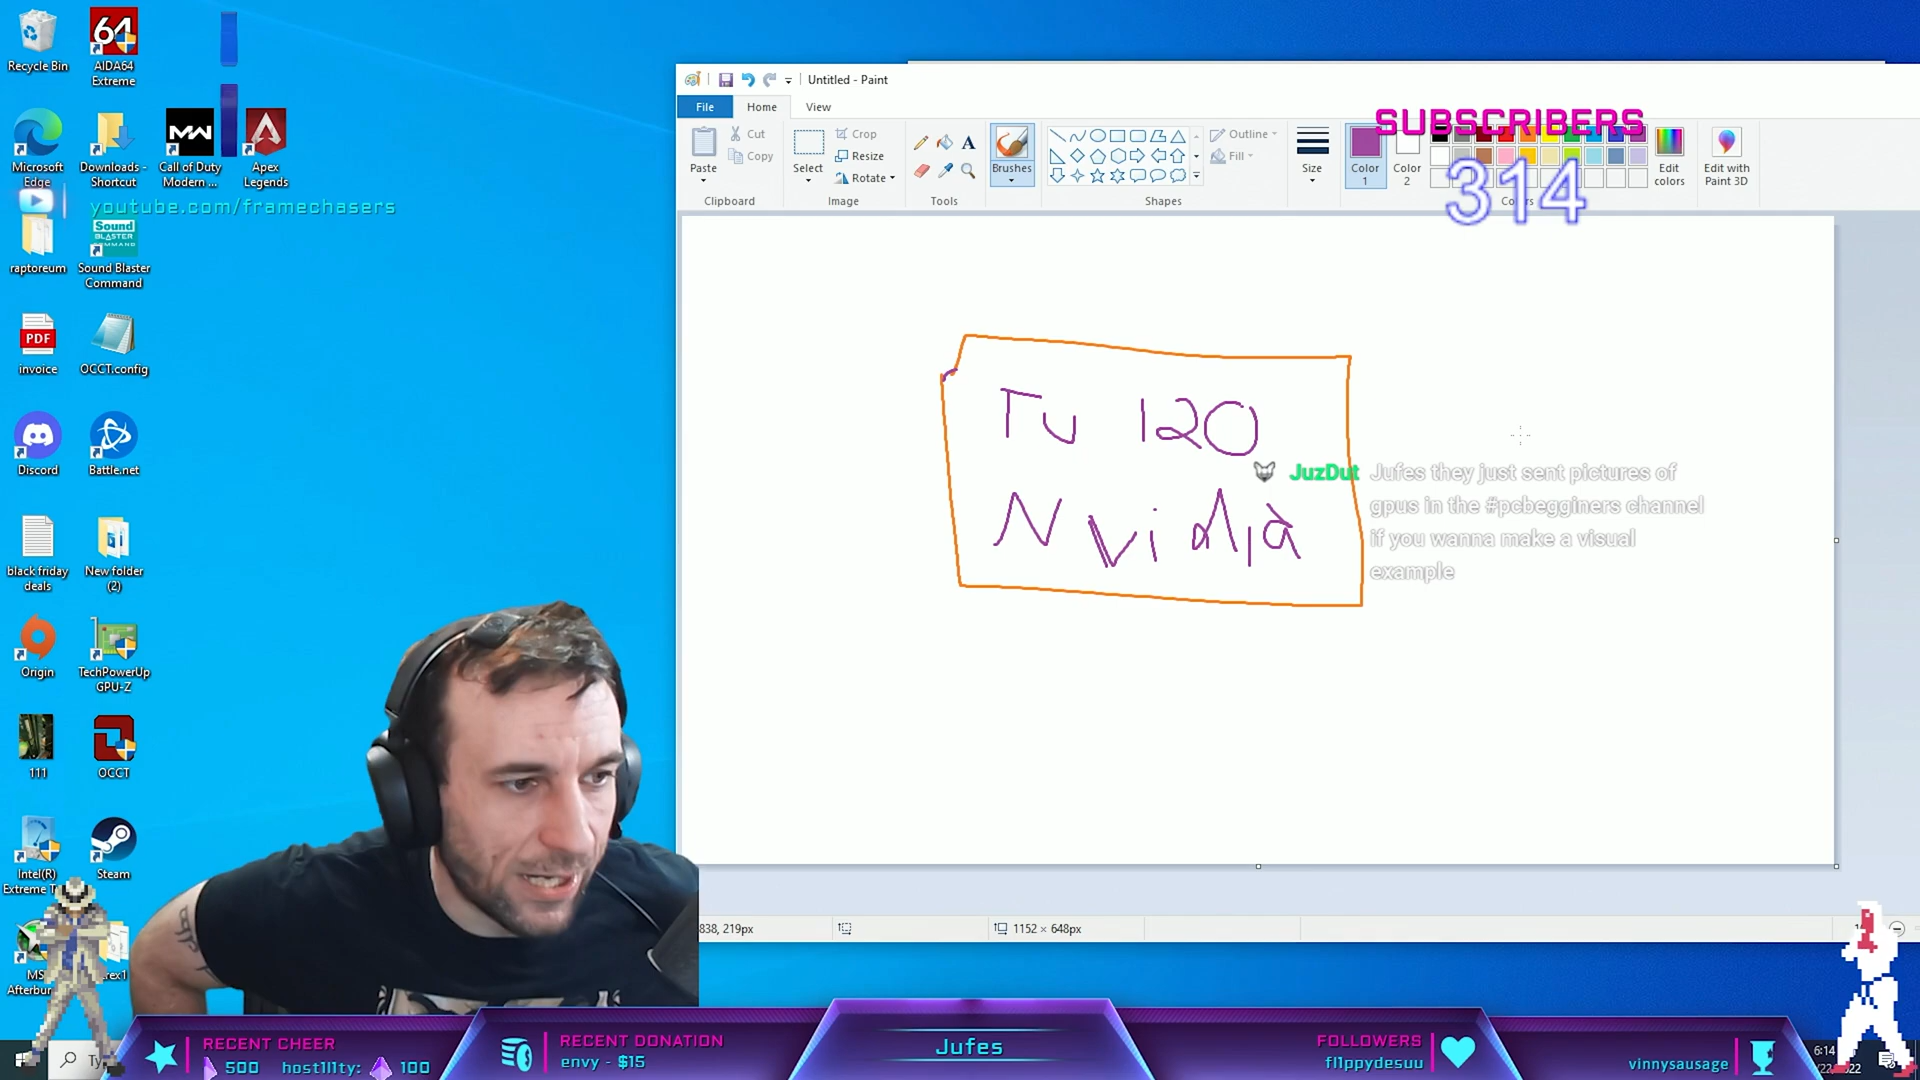 Recycle Bin
AIDA64
Extreme
Microsoft
Edge
Downloads -
Shortcut
Call of Duty
Modern ...
Apex
Legends
youtube.com/framechasers
raptoreum
Sound Blaster
Command
invoice
OCCT.config
Discord
Battle.net
black friday
deals
New folder
(2)
Origin
TechPowerUp
GPU-Z
111
OCCT
Intel(R)
Steam
Untitled - Paint
File
Home
View
Paste
Cut
Copy
Clipboard
Select
Crop
Resize
Rotate
Image
Tools
Brushes
Shapes
Outline
Fill
Size
Color
1
Color
2
Edit
colors
Edit with
Paint 3D
SUBSCRIBERS
314
Tu 120
Nvidia
JuzDut Jufes they just sent pictures of
gpus in the #pcbegginers channel
if you wanna make a visual
example
838, 219px
1152 × 648px
RECENT CHEER
500 host1l1ty: 100
RECENT DONATION
envy - $15
Jufes
FOLLOWERS
fl1ppydesuu
vinnysausage
6:14